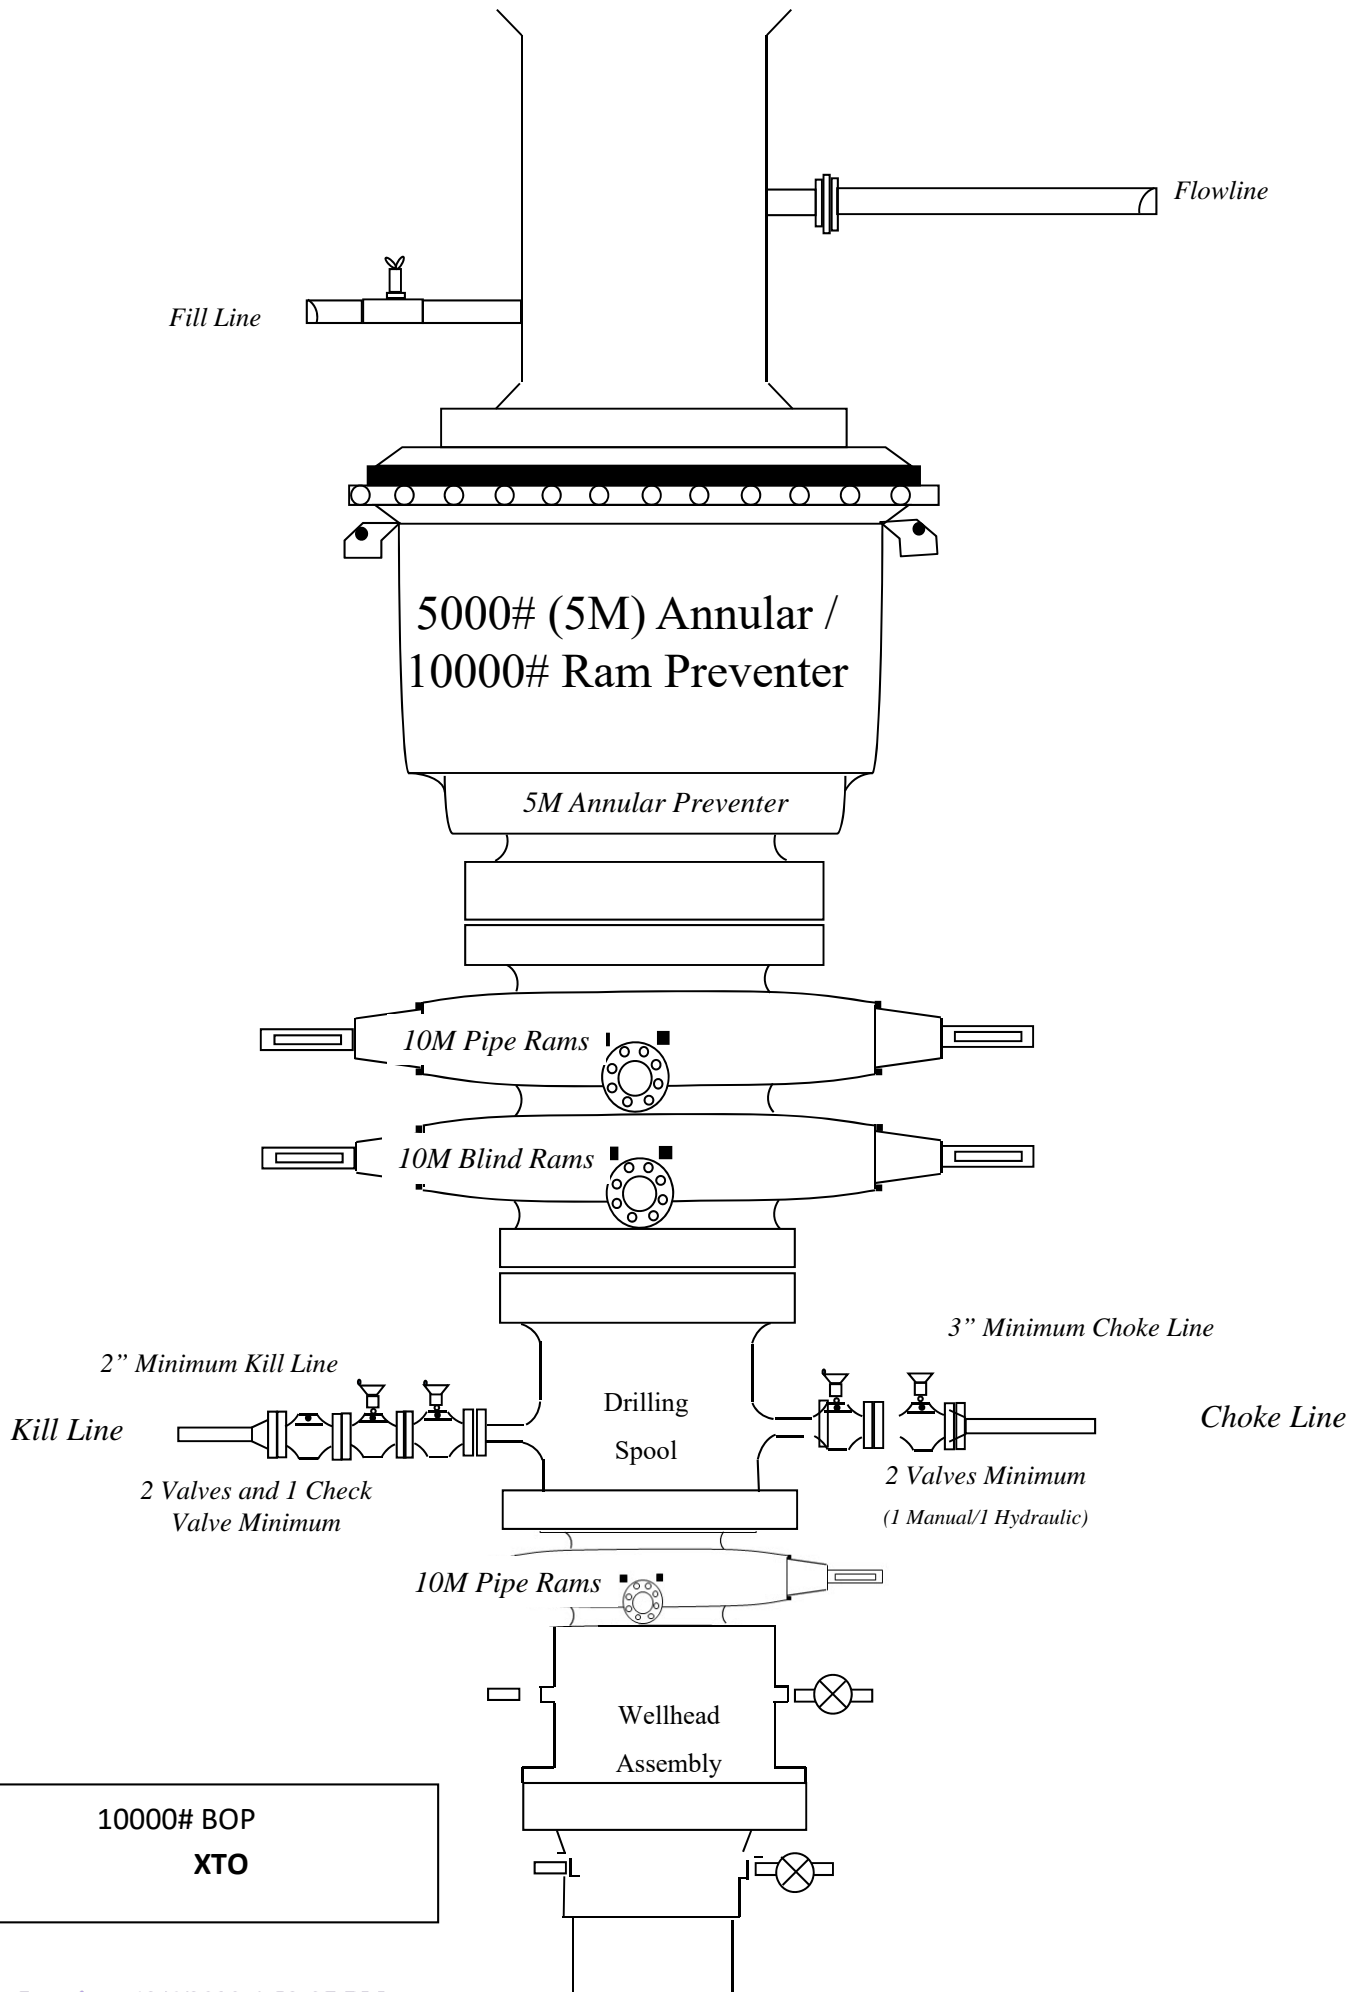 Flowline
Fill Line
5000# (5M) Annular /
10000# Ram Preventer
5M Annular Preventer
10M Pipe Rams
10M Blind Rams
3” Minimum Choke Line
2” Minimum Kill Line
Drilling
Spool
Kill Line
Choke Line
2 Valves Minimum
(1 Manual/1 Hydraulic)
2 Valves and 1 Check
Valve Minimum
10M Pipe Rams
Wellhead
Assembly
10000# BOP
XTO